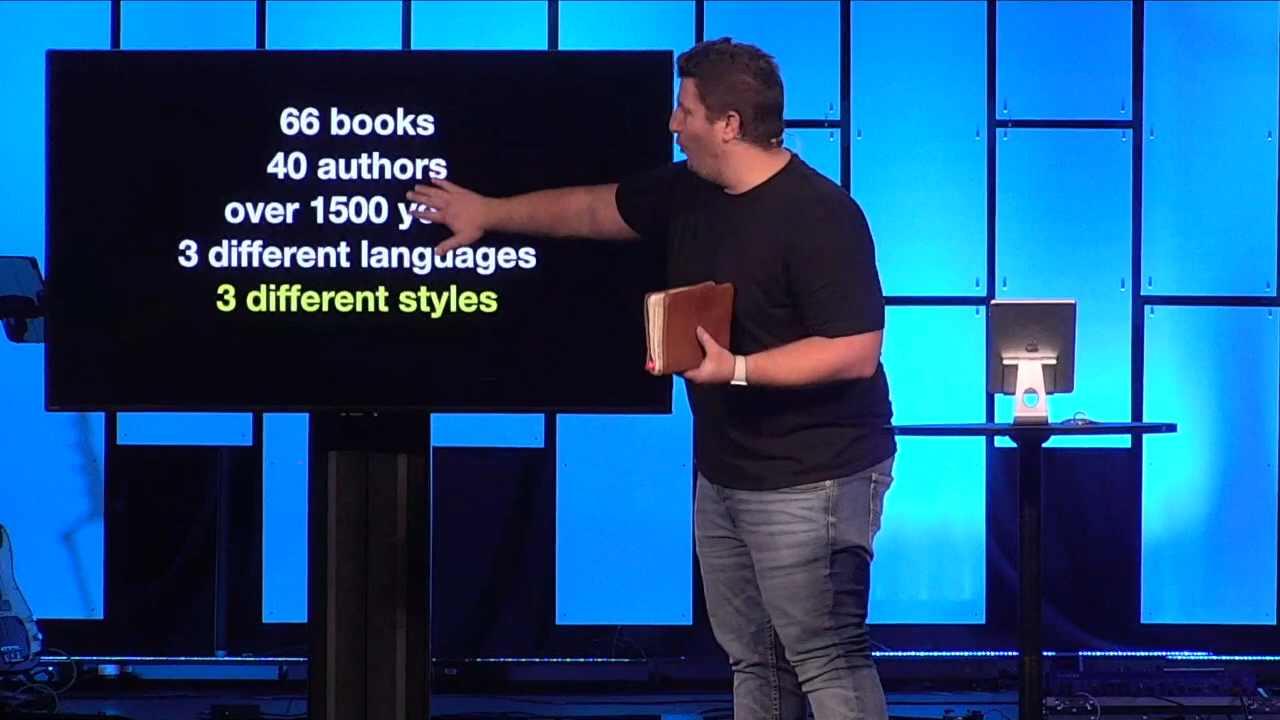 66 books
40 authors
over 1500
3 different languages
3 different styles